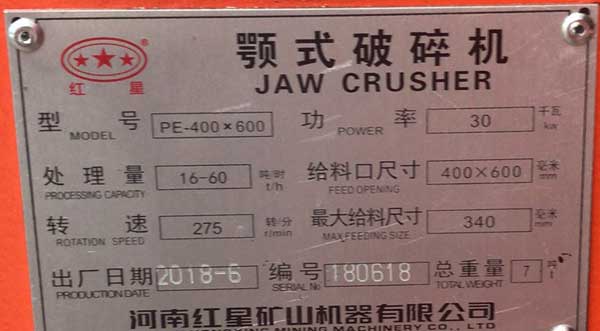 红 星 ®
颚式破碎机
JAW CRUSHER
型 号 PE-400×600 功 率 30 千瓦
MODEL POWER kw
处理量 16-60 吨/时 给料口尺寸 400×600 毫米
PROCESSING CAPACITY t/h FEED OPENING mm
转 速 275 转/分 最大给料尺寸 340 毫米
ROTATION SPEED r/min MAX FEEDING SIZE mm
出厂日期 2018-6 编号 180618 总重量 7 吨
PRODUCTION DATE SERIAL No TOTAL WEIGHT t
河南红星矿山机器有限公司
MINING MACHINERY CO., LTD